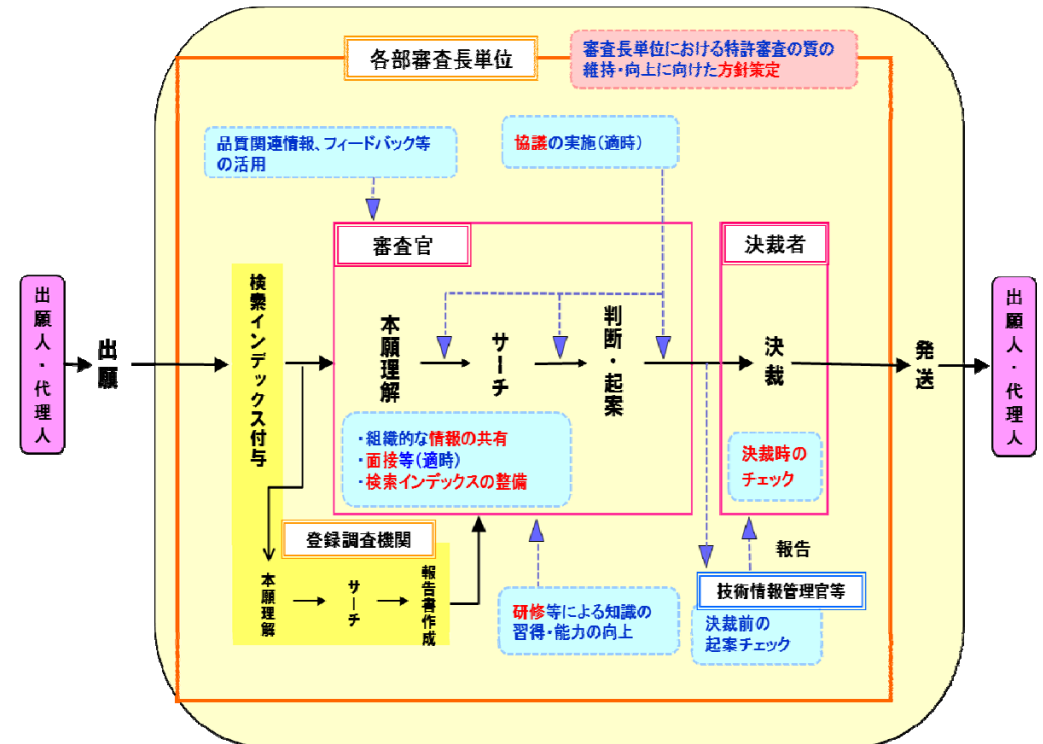 各部審査長単位
審査長単位における特許審査の質の
維持・向上に向けた方針策定
品質関連情報、フィードバック等
の活用
協議の実施(適時)
審査官
決裁者
出願人・代理人
出願
検索インデックス付与
本願理解
サーチ
判断・起案
決裁
発送
出願人・代理人
・組織的な情報の共有
・面接等(適時)
・検索インデックスの整備
決裁時の
チェック
登録調査機関
本願理解
サーチ
報告書作成
研修等による知識の
習得・能力の向上
報告
技術情報管理官等
決裁前の
起案チェック